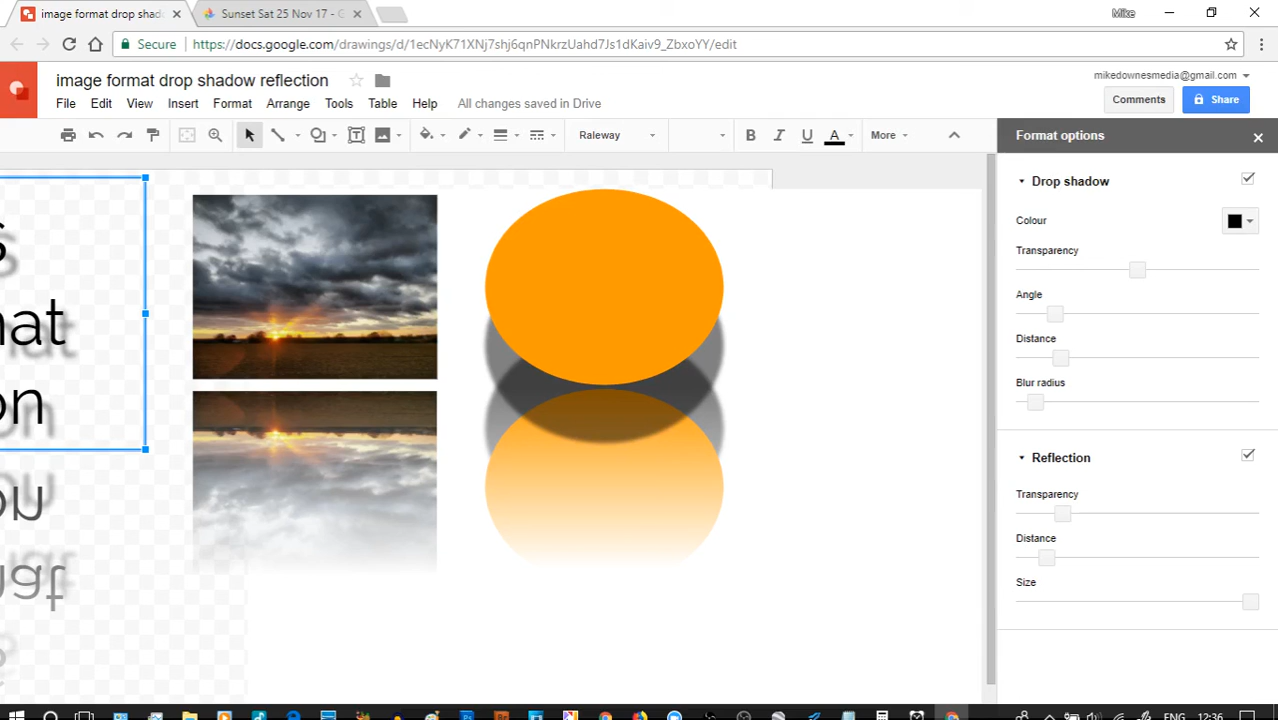 image format drop shad
Sunset Sat 25 Nov 17 - G
Mike
Secure
https://docs.google.com/drawings/d/1ecNyK71XNj7shj6qnPNkrzUahd7Js1dKaiv9_ZbxoYY/edit
image format drop shadow reflection
mikedownesmedia@gmail.com
File Edit View Insert Format Arrange Tools Table Help All changes saved in Drive
Comments
Share
Raleway
B I U A
More
Format options
Drop shadow
Colour
Transparency
Angle
Distance
Blur radius
Reflection
Transparency
Distance
Size
s
nat
on
ENG 12:36